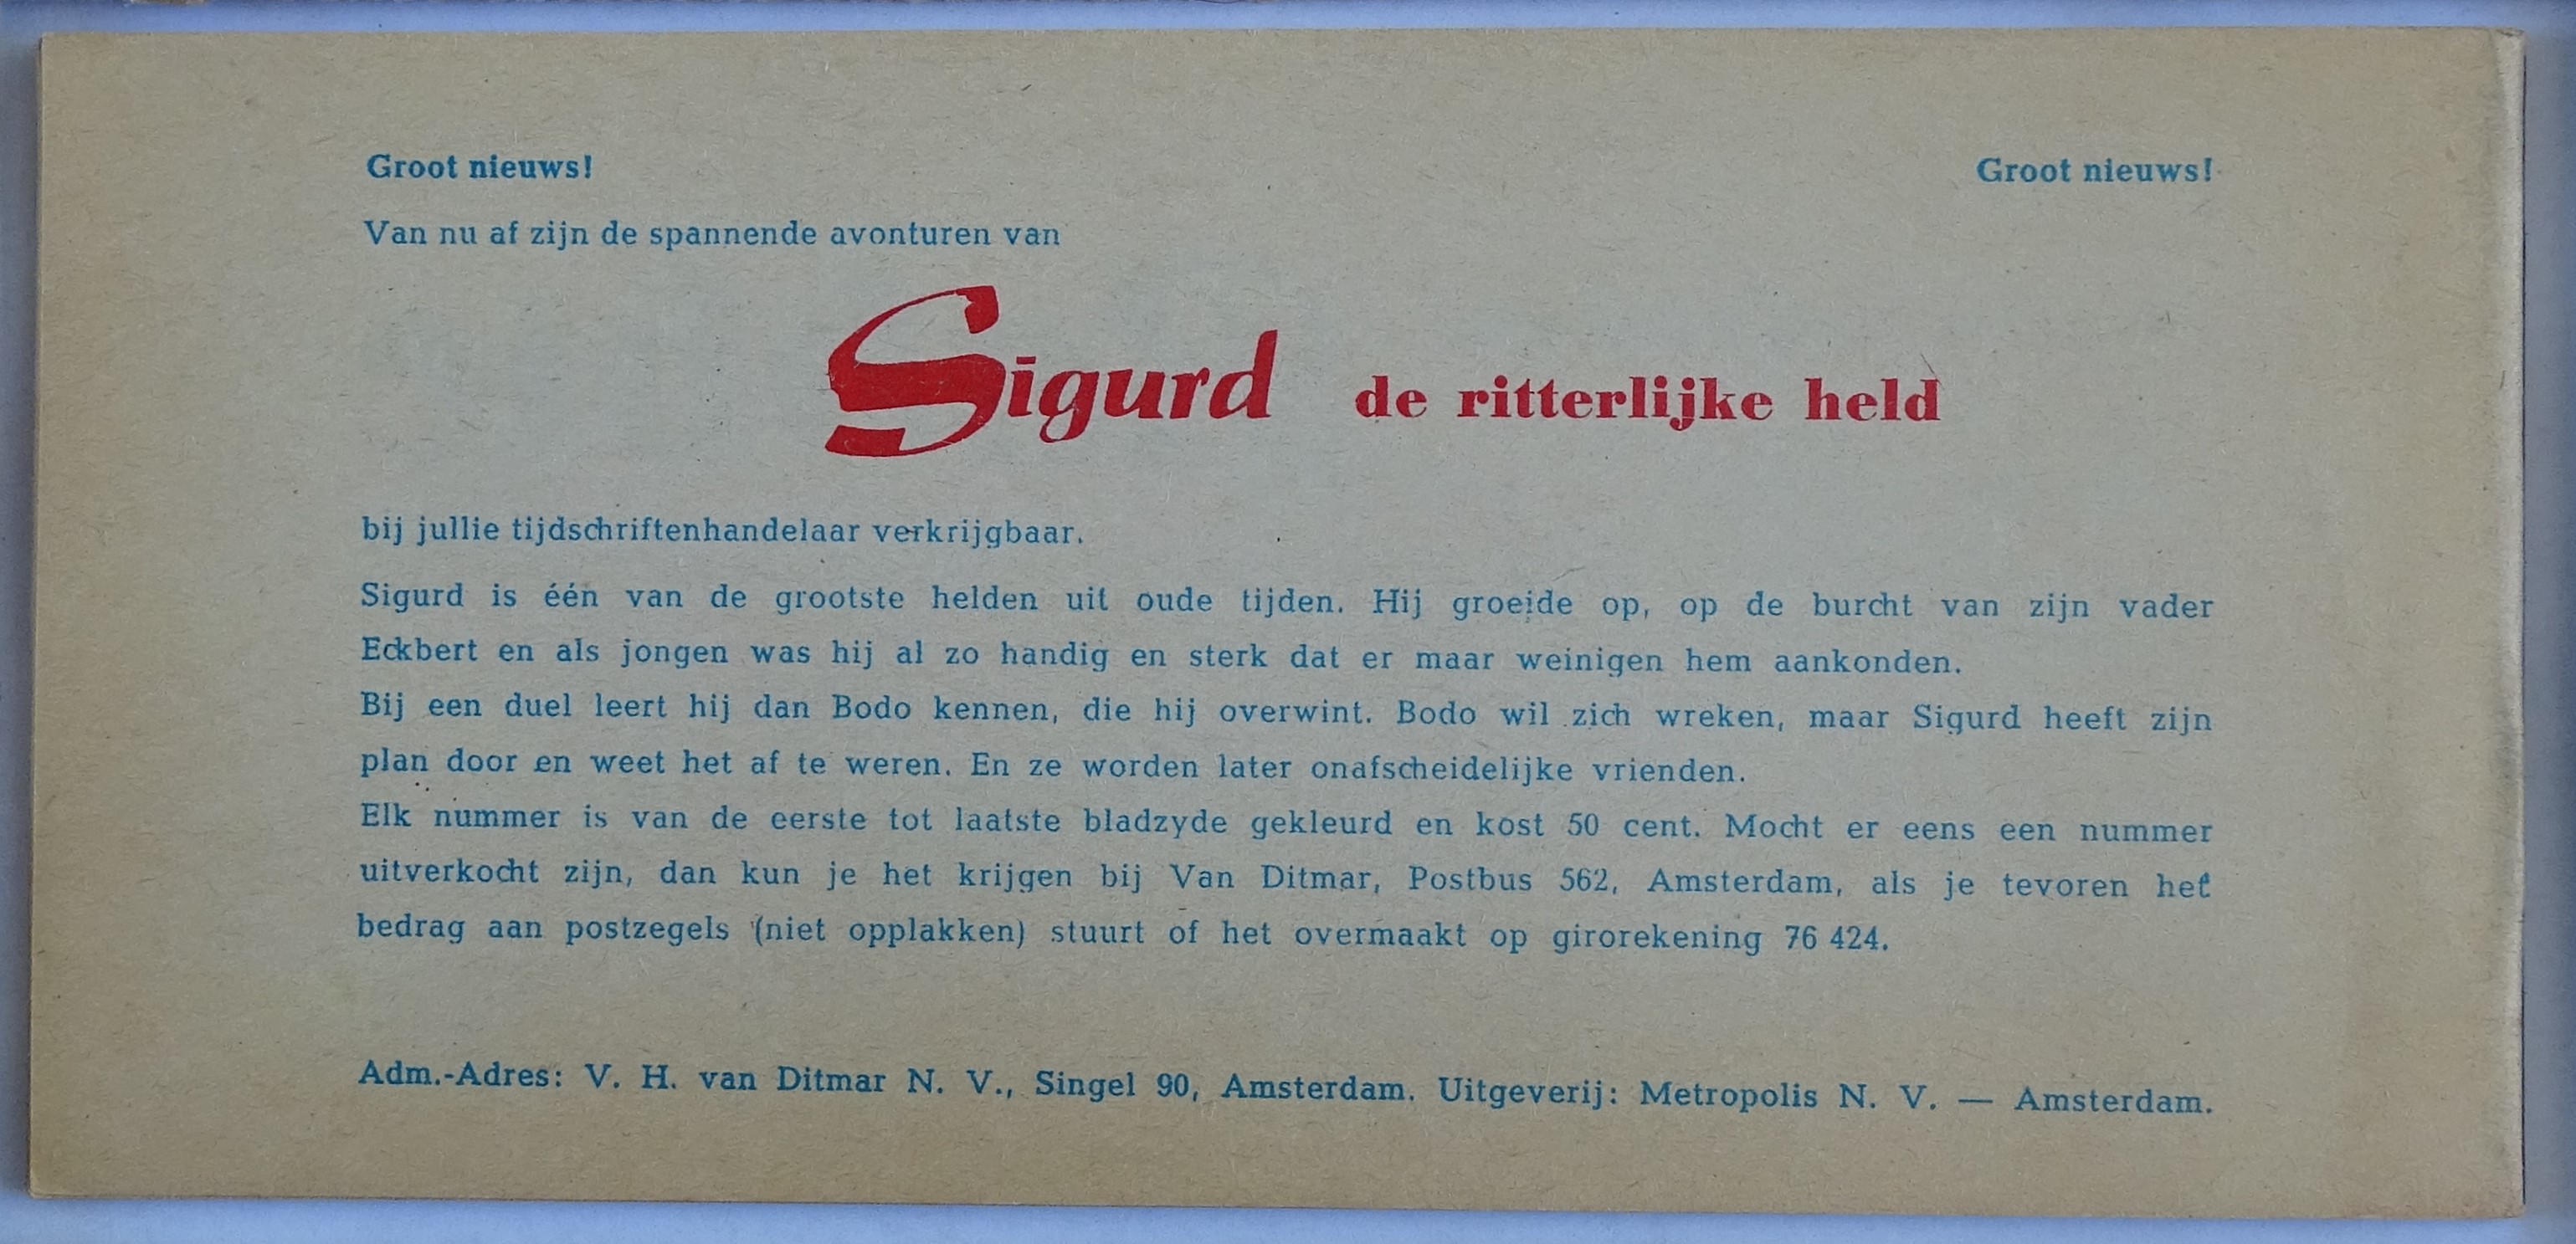 Groot nieuws! Groot nieuws!
Van nu af zijn de spannende avonturen van
Sigurd de ritterlijke held
bij jullie tijdschriftenhandelaar verkrijgbaar.
Sigurd is één van de grootste helden uit oude tijden. Hij groeide op, op de burcht van zijn vader
Eckbert en als jongen was hij al zo handig en sterk dat er maar weinigen hem aankonden.
Bij een duel leert hij dan Bodo kennen, die hij overwint. Bodo wil zich wreken, maar Sigurd heeft zijn
plan door en weet het af te weren. En ze worden later onafscheidelijke vrienden.
Elk nummer is van de eerste tot laatste bladzyde gekleurd en kost 50 cent. Mocht er eens een nummer
uitverkocht zijn, dan kun je het krijgen bij Van Ditmar, Postbus 562, Amsterdam, als je tevoren het
bedrag aan postzegels (niet opplakken) stuurt of het overmaakt op girorekening 76 424.
Adm.-Adres: V. H. van Ditmar N. V., Singel 90, Amsterdam. Uitgeverij: Metropolis N. V. — Amsterdam.